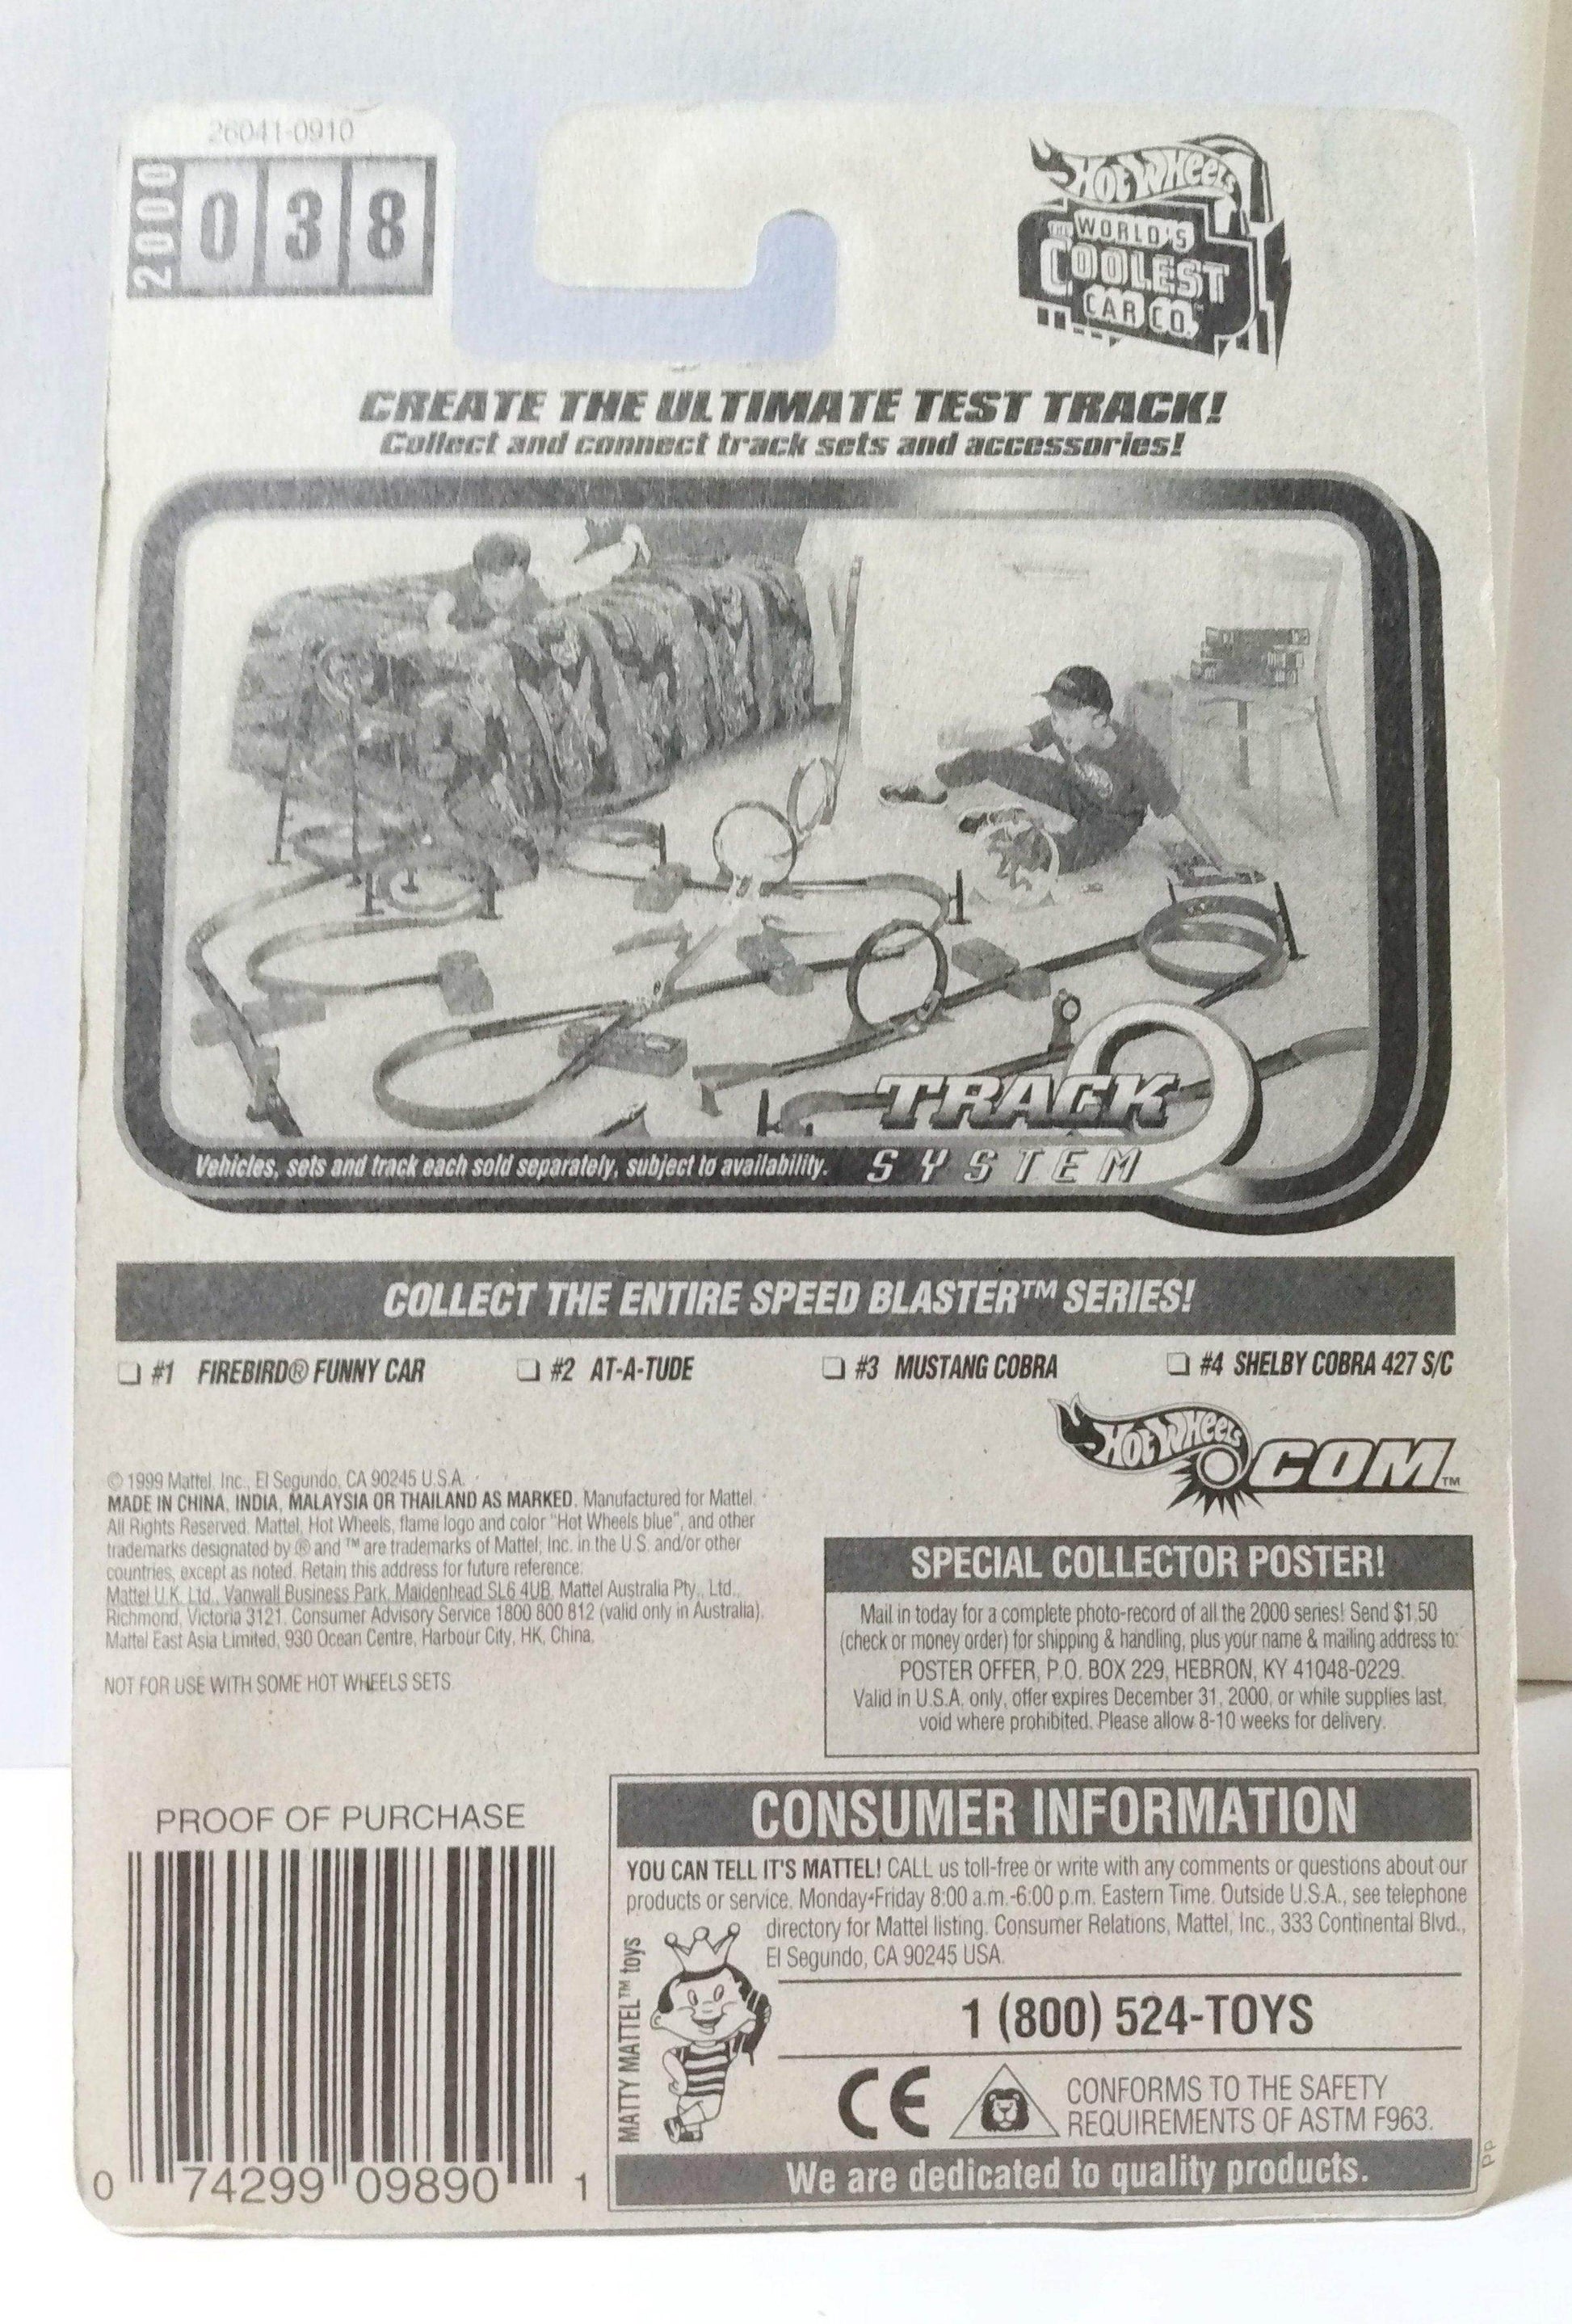 26041-0910
2000 038
HOT WHEELS
THE WORLD'S
COOLEST
CAR CO.™
CREATE THE ULTIMATE TEST TRACK!
Collect and connect track sets and accessories!
TRACK
SYSTEM
Vehicles, sets and track each sold separately, subject to availability.
COLLECT THE ENTIRE SPEED BLASTER™ SERIES!
#1 FIREBIRD® FUNNY CAR
#2 AT-A-TUDE
#3 MUSTANG COBRA
#4 SHELBY COBRA 427 S/C
HOT WHEELS.COM™
© 1999 Mattel, Inc., El Segundo, CA 90245 U.S.A.
MADE IN CHINA, INDIA, MALAYSIA OR THAILAND AS MARKED. Manufactured for Mattel.
All Rights Reserved. Mattel, Hot Wheels, flame logo and color "Hot Wheels blue", and other
trademarks designated by ® and ™ are trademarks of Mattel, Inc. in the U.S. and/or other
countries, except as noted. Retain this address for future reference:
Mattel U.K. Ltd., Vanwall Business Park, Maidenhead SL6 4UB. Mattel Australia Pty., Ltd.,
Richmond, Victoria 3121. Consumer Advisory Service 1800 800 812 (valid only in Australia).
Mattel East Asia Limited, 930 Ocean Centre, Harbour City, HK, China.
NOT FOR USE WITH SOME HOT WHEELS SETS
SPECIAL COLLECTOR POSTER!
Mail in today for a complete photo-record of all the 2000 series! Send $1.50
(check or money order) for shipping & handling, plus your name & mailing address to:
POSTER OFFER, P.O. BOX 229, HEBRON, KY 41048-0229.
Valid in U.S.A. only, offer expires December 31, 2000, or while supplies last,
void where prohibited. Please allow 8-10 weeks for delivery.
PROOF OF PURCHASE
0 74299 09890 1
CONSUMER INFORMATION
YOU CAN TELL IT'S MATTEL! CALL us toll-free or write with any comments or questions about our
products or service. Monday-Friday 8:00 a.m.-6:00 p.m. Eastern Time. Outside U.S.A., see telephone
directory for Mattel listing. Consumer Relations, Mattel, Inc., 333 Continental Blvd.,
El Segundo, CA 90245 USA.
MATTY MATTEL™ toys
1 (800) 524-TOYS
CE
CONFORMS TO THE SAFETY
REQUIREMENTS OF ASTM F963.
We are dedicated to quality products.
PP